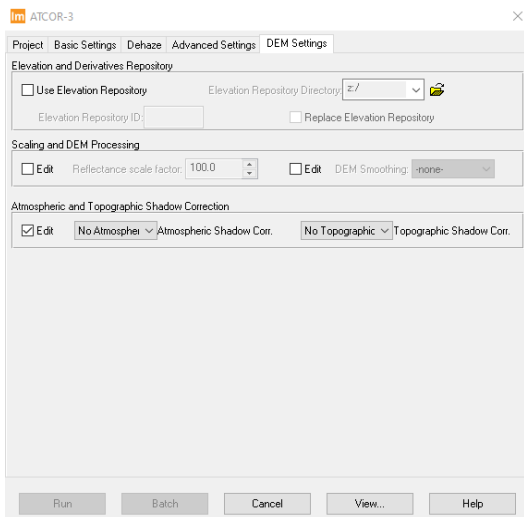 Im ATCOR-3
Project Basic Settings Dehaze Advanced Settings DEM Settings
Elevation and Derivatives Repository
Use Elevation Repository Elevation Repository Directory: z:/
Elevation Repository ID: Replace Elevation Repository
Scaling and DEM Processing
Edit Reflectance scale factor: 100.0 Edit DEM Smoothing: -none-
Atmospheric and Topographic Shadow Correction
Edit No Atmospher Atmospheric Shadow Corr. No Topographic Topographic Shadow Corr.
Run Batch Cancel View... Help